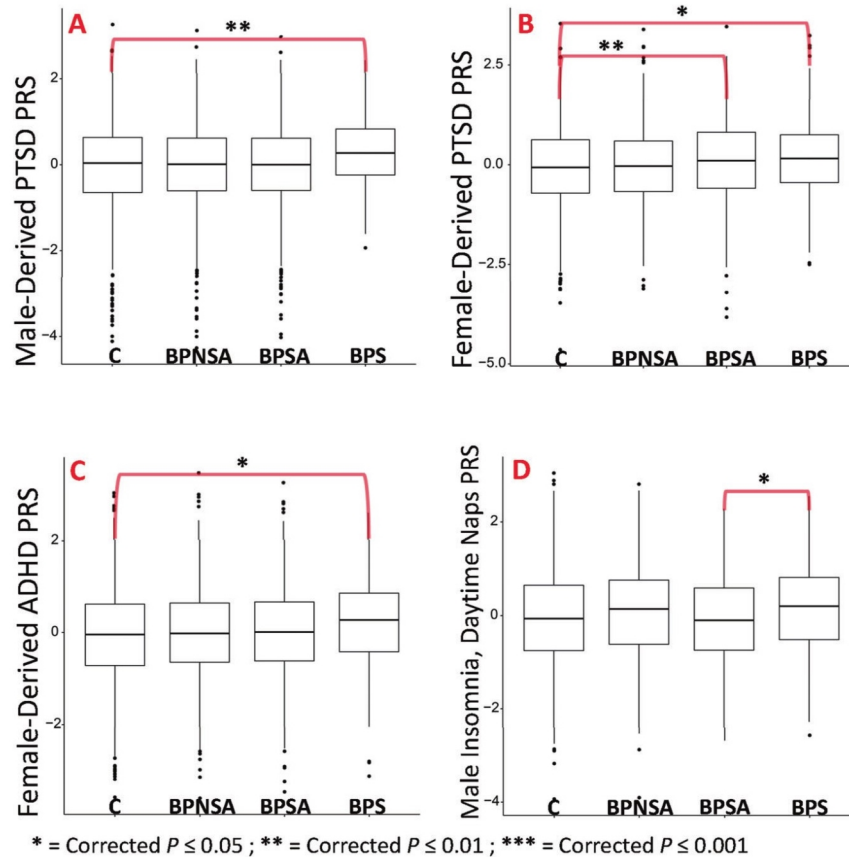 A
**
Male-Derived PTSD PRS
2
0
−2
−4
C BPNSA BPSA BPS
B
*
**
Female-Derived PTSD PRS
2.5
0.0
−2.5
−5.0
C BPNSA BPSA BPS
C
*
Female-Derived ADHD PRS
2
0
−2
C BPNSA BPSA BPS
D
*
Male Insomnia, Daytime Naps PRS
2
0
−2
−4
C BPNSA BPSA BPS
* = Corrected P ≤ 0.05 ; ** = Corrected P ≤ 0.01 ; *** = Corrected P ≤ 0.001